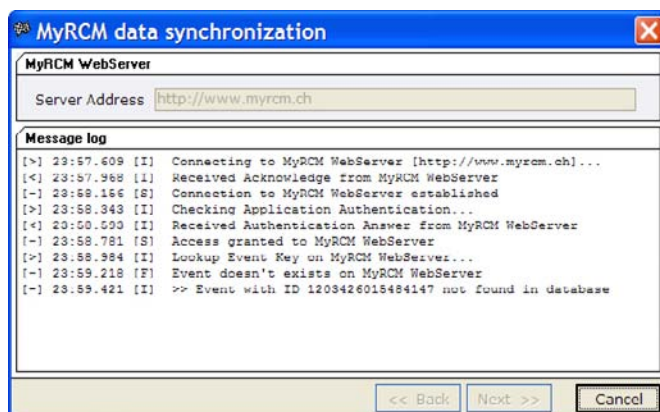 MyRCM data synchronization
MyRCM WebServer
Server Address http://www.myrcm.ch
Message log
[>] 23:57.609 [I] Connecting to MyRCM WebServer [http://www.myrcm.ch]...
[<] 23:57.968 [I] Received Acknowledge from MyRCM WebServer
[-] 23:58.156 [S] Connection to MyRCM WebServer established
[>] 23:58.343 [I] Checking Application Authentication...
[<] 23:58.593 [I] Received Authentication Answer from MyRCM WebServer
[-] 23:58.781 [S] Access granted to MyRCM WebServer
[>] 23:58.984 [I] Lookup Event Key on MyRCM WebServer...
[-] 23:59.218 [F] Event doesn't exists on MyRCM WebServer
[-] 23:59.421 [I] >> Event with ID 1203426015484147 not found in database
<< Back Next >> Cancel